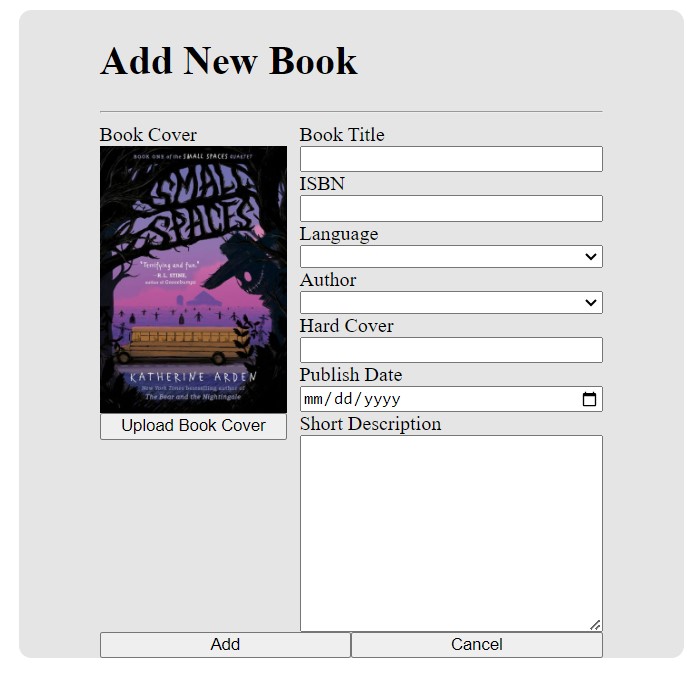 Add New Book
Book Cover
BOOK ONE of the SMALL SPACES QUARTET
SMALL
SPACES
"Terrifying and fun."
—R. L. STINE,
author of Goosebumps
KATHERINE ARDEN
New York Times bestselling author of
The Bear and the Nightingale
Upload Book Cover
Book Title
ISBN
Language
Author
Hard Cover
Publish Date
mm/dd/yyyy
Short Description
Add
Cancel